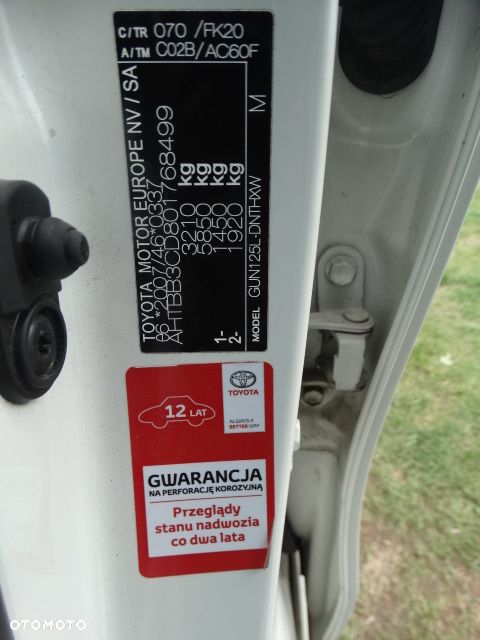 TOYOTA MOTOR EUROPE NV/SA
e6*2007/46*0337
AHTBB3CD801768499
3210 kg
5850 kg
1- 1450 kg
2- 1920 kg
MODEL GUN125L-DNTHXW M
C/TR 070 /FK20
A/TM C02B/AC60F
12 LAT
TOYOTA
ALWAYS A
BETTER WAY
GWARANCJA
NA PERFORACJĘ KOROZYJNĄ
Przeglądy
stanu nadwozia
co dwa lata
OTOMOTO